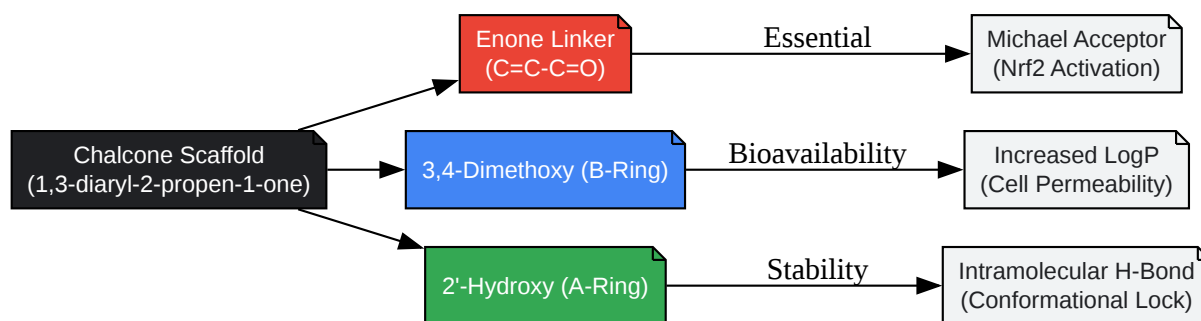 Enone Linker
(C=C-C=O)
Essential
Michael Acceptor
(Nrf2 Activation)
Chalcone Scaffold
(1,3-diaryl-2-propen-1-one)
3,4-Dimethoxy (B-Ring)
Bioavailability
Increased LogP
(Cell Permeability)
2'-Hydroxy (A-Ring)
Stability
Intramolecular H-Bond
(Conformational Lock)